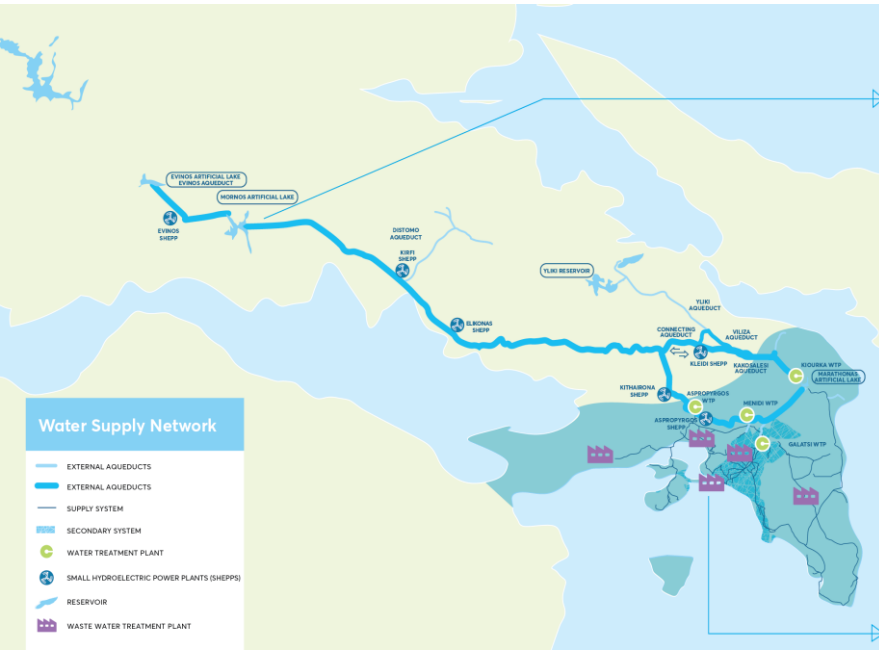 EVINOS ARTIFICIAL LAKE
EVINOS AQUEDUCT
MORNOS ARTIFICIAL LAKE
EVINOS
SHEPP
DISTOMO
AQUEDUCT
KIRFI
SHEPP
YLIKI RESERVOIR
YLIKI
AQUEDUCT
ELIKONAS
SHEPP
CONNECTING
AQUEDUCT
VILIZA
AQUEDUCT
KLEIDI SHEPP
KAKOSALESI
AQUEDUCT
KIOURKA WTP
MARATHONAS
ARTIFICIAL LAKE
KITHAIRONA
SHEPP
ASPROPYRGOS
WTP
MENIDI WTP
ASPROPYRGOS
SHEPP
GALATSI WTP
Water Supply Network
EXTERNAL AQUEDUCTS
EXTERNAL AQUEDUCTS
SUPPLY SYSTEM
SECONDARY SYSTEM
WATER TREATMENT PLANT
SMALL HYDROELECTRIC POWER PLANTS (SHEPPS)
RESERVOIR
WASTE WATER TREATMENT PLANT